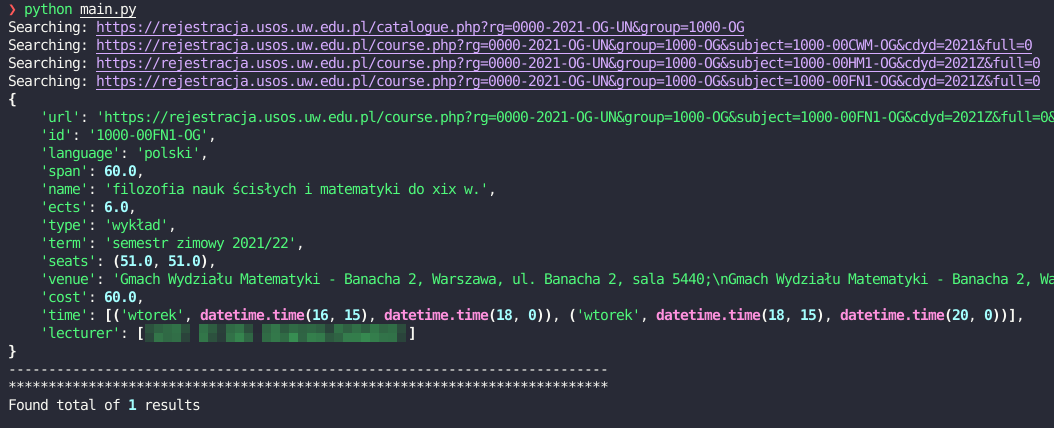 ❯ python main.py
Searching: https://rejestracja.usos.uw.edu.pl/catalogue.php?rg=0000-2021-OG-UN&group=1000-OG
Searching: https://rejestracja.usos.uw.edu.pl/course.php?rg=0000-2021-OG-UN&group=1000-OG&subject=1000-00CWM-OG&cdyd=2021&full=0
Searching: https://rejestracja.usos.uw.edu.pl/course.php?rg=0000-2021-OG-UN&group=1000-OG&subject=1000-00HM1-OG&cdyd=2021Z&full=0
Searching: https://rejestracja.usos.uw.edu.pl/course.php?rg=0000-2021-OG-UN&group=1000-OG&subject=1000-00FN1-OG&cdyd=2021Z&full=0
{
'url': 'https://rejestracja.usos.uw.edu.pl/course.php?rg=0000-2021-OG-UN&group=1000-OG&subject=1000-00FN1-OG&cdyd=2021Z&full=0&
'id': '1000-00FN1-OG',
'language': 'polski',
'span': 60.0,
'name': 'filozofia nauk ścisłych i matematyki do xix w.',
'ects': 6.0,
'type': 'wykład',
'term': 'semestr zimowy 2021/22',
'seats': (51.0, 51.0),
'venue': 'Gmach Wydziału Matematyki - Banacha 2, Warszawa, ul. Banacha 2, sala 5440;\nGmach Wydziału Matematyki - Banacha 2, Wa
'cost': 60.0,
'time': [('wtorek', datetime.time(16, 15), datetime.time(18, 0)), ('wtorek', datetime.time(18, 15), datetime.time(20, 0))],
'lecturer': [ ]
}
---------------------------------------------------------------------------
***************************************************************************
Found total of 1 results